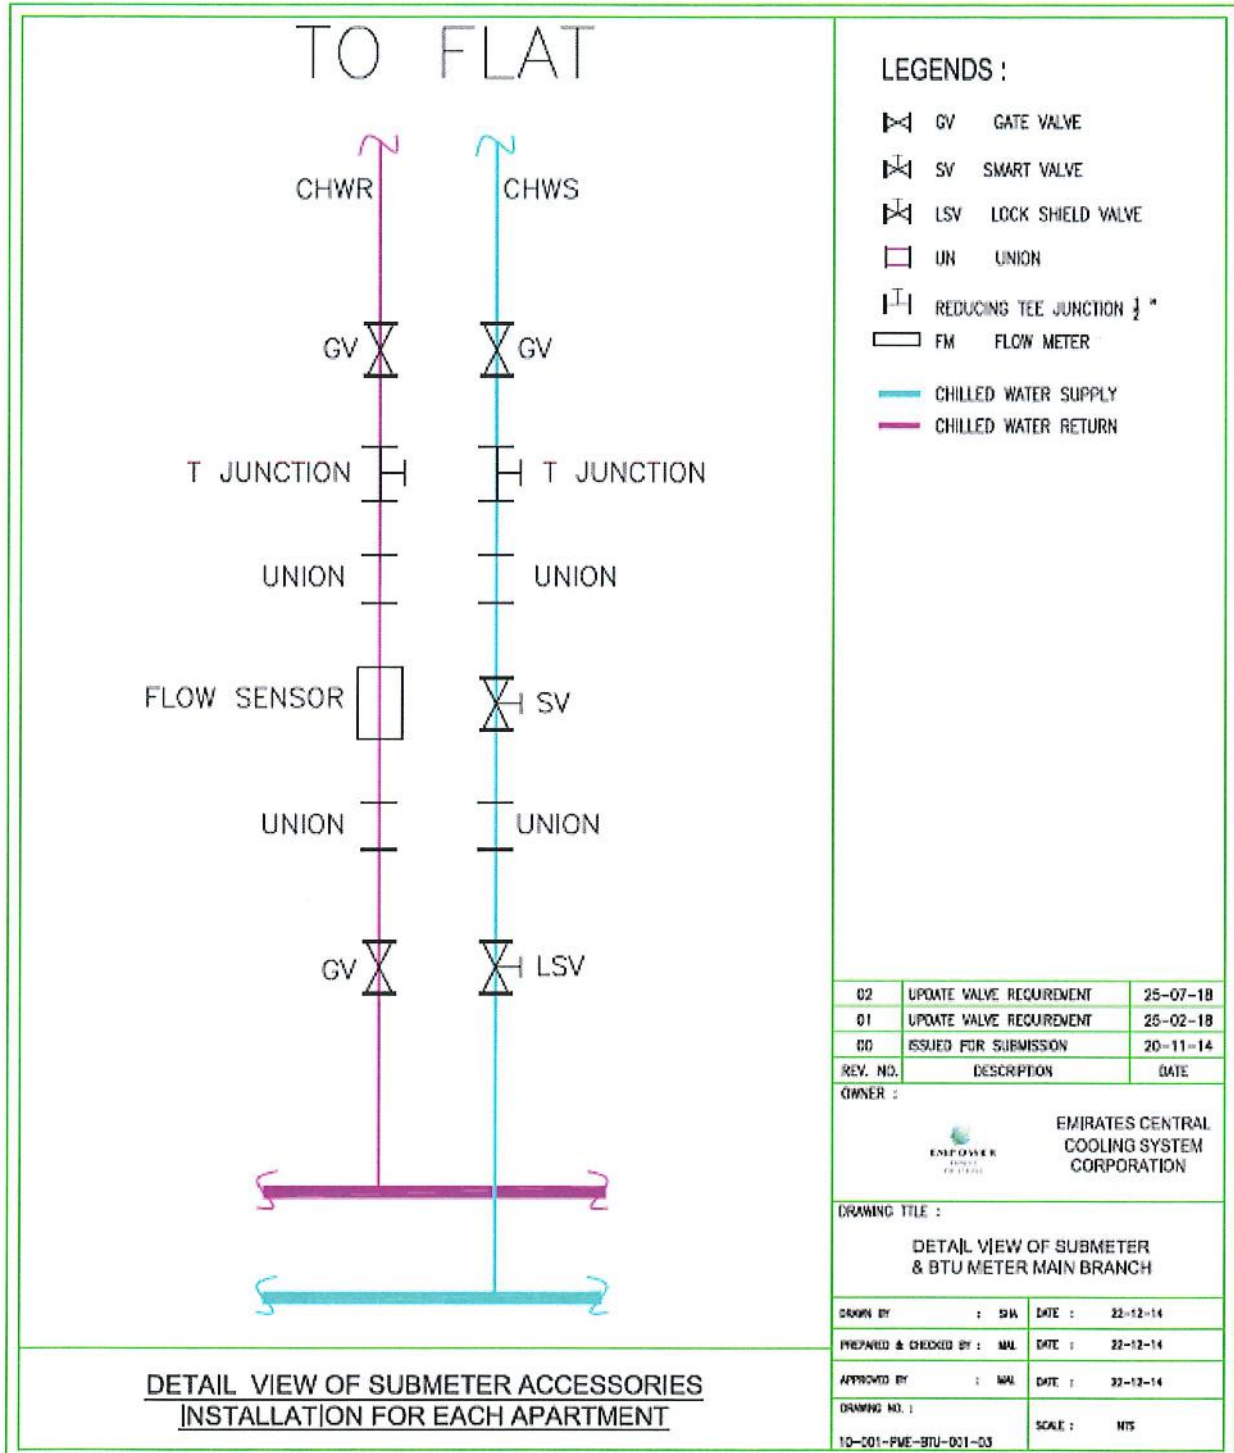 TO FLAT
CHWR
CHWS
GV
GV
T JUNCTION
T JUNCTION
UNION
UNION
FLOW SENSOR
SV
UNION
UNION
GV
LSV
DETAIL VIEW OF SUBMETER ACCESSORIES
INSTALLATION FOR EACH APARTMENT
LEGENDS :
GV GATE VALVE
SV SMART VALVE
LSV LOCK SHIELD VALVE
UN UNION
REDUCING TEE JUNCTION 1/2 "
FM FLOW METER
CHILLED WATER SUPPLY
CHILLED WATER RETURN
02 UPDATE VALVE REQUIREMENT 25-07-18
01 UPDATE VALVE REQUIREMENT 25-02-18
00 ISSUED FOR SUBMISSION 20-11-14
REV. NO. DESCRIPTION DATE
OWNER :
EMPOWER
EMIRATES CENTRAL
COOLING SYSTEM
CORPORATION
DRAWING TITLE :
DETAIL VIEW OF SUBMETER
& BTU METER MAIN BRANCH
DRAWN BY : SHA DATE : 22-12-14
PREPARED & CHECKED BY : MAL DATE : 22-12-14
APPROVED BY : MAL DATE : 22-12-14
DRAWING NO. :
10-001-PME-BTU-001-03
SCALE : NTS